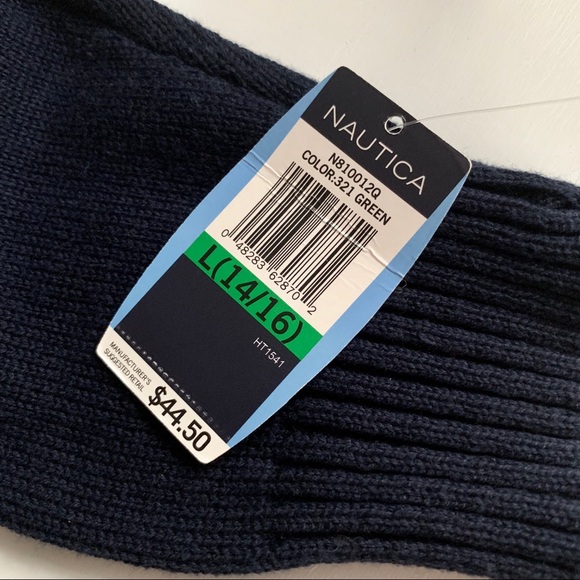 NAUTICA
N810012Q
COLOR:321 GREEN
0 48283 62870 2
L(14/16)
HT1541
MANUFACTURER'S
SUGGESTED RETAIL
$44.50